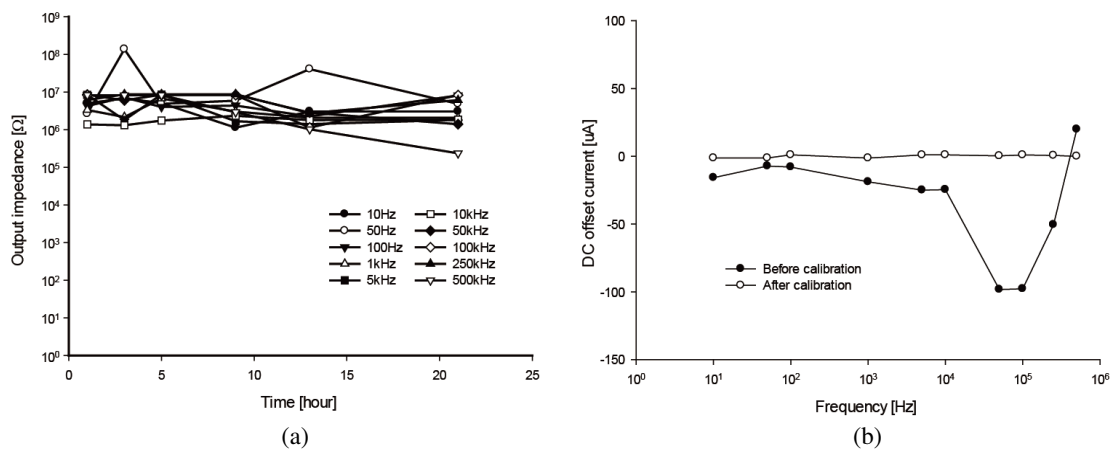 10⁹
10⁸
10⁷
10⁶
10⁵
10⁴
10³
10²
10¹
10⁰
Output impedance [Ω]
10Hz
50Hz
100Hz
1kHz
5kHz
10kHz
50kHz
100kHz
250kHz
500kHz
0 5 10 15 20 25
Time [hour]
(a)
100
50
0
-50
-100
-150
DC offset current [uA]
Before calibration
After calibration
10⁰ 10¹ 10² 10³ 10⁴ 10⁵ 10⁶
Frequency [Hz]
(b)